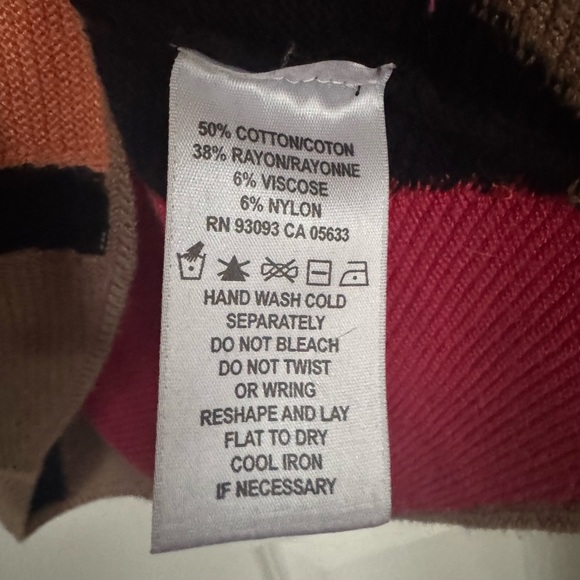 50% COTTON/COTON
38% RAYON/RAYONNE
6% VISCOSE
6% NYLON
RN 93093 CA 05633
HAND WASH COLD
SEPARATELY
DO NOT BLEACH
DO NOT TWIST
OR WRING
RESHAPE AND LAY
FLAT TO DRY
COOL IRON
IF NECESSARY